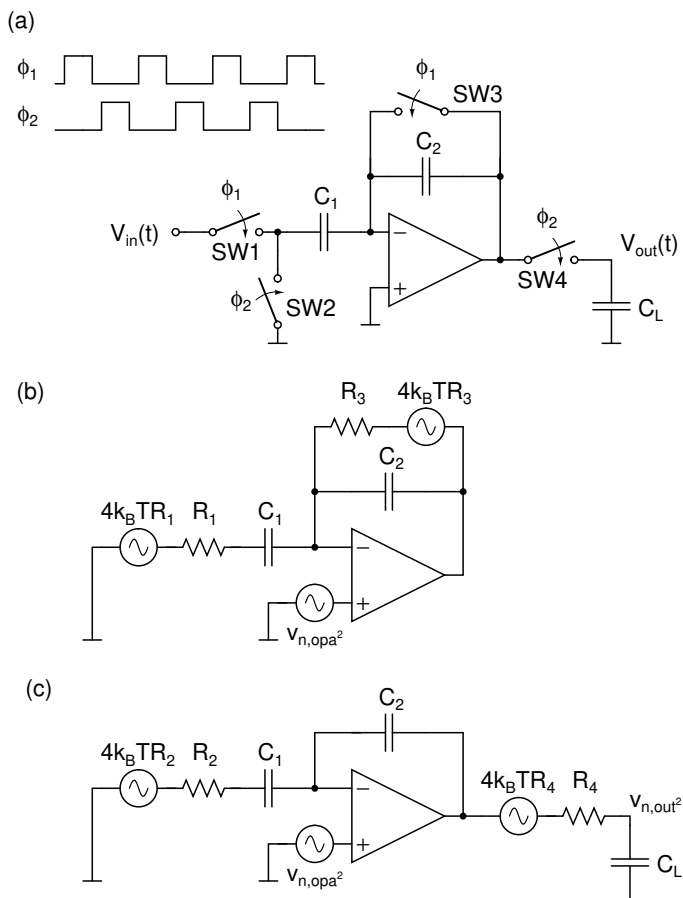 (a)
ϕ1
ϕ2
ϕ1
SW3
C2
ϕ1
C1
Vin(t)
SW1
ϕ2
SW2
−
+
ϕ2
SW4
Vout(t)
CL
(b)
R3 4kBTR3
C2
4kBTR1 R1 C1
−
+
vn,opa²
(c)
C2
4kBTR2 R2 C1
−
+
vn,opa²
4kBTR4 R4 vn,out²
CL